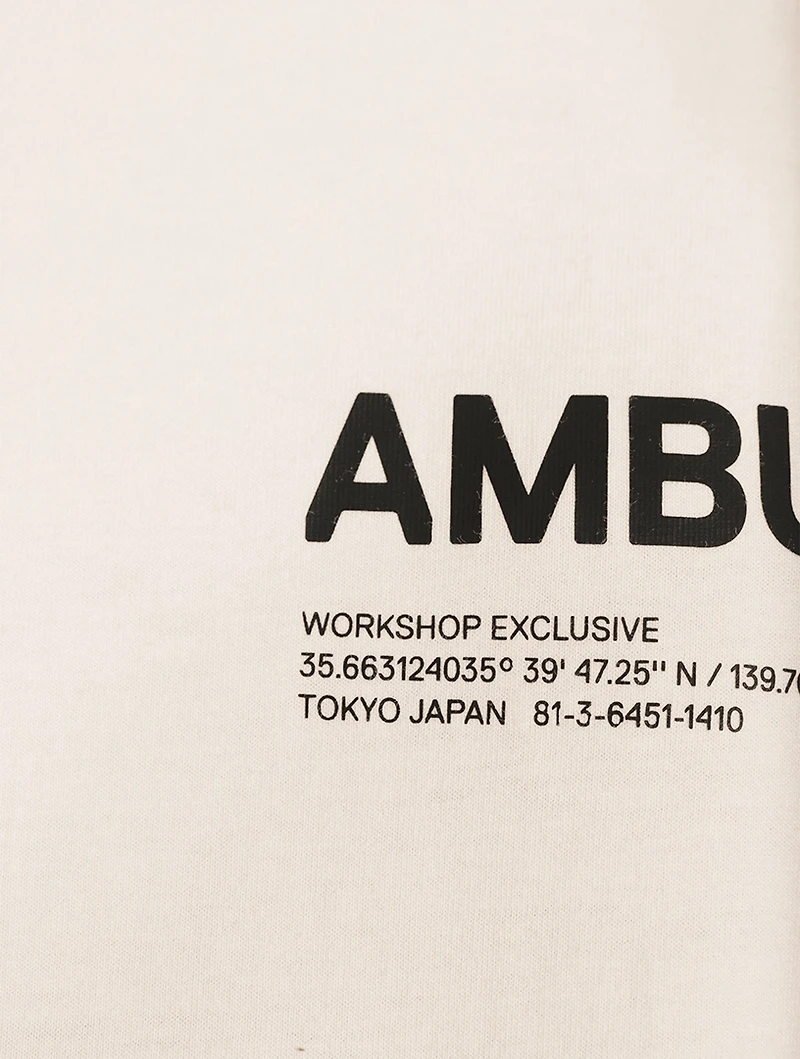 AMBU
WORKSHOP EXCLUSIVE
35.663124035° 39' 47.25" N / 139.7
TOKYO JAPAN 81-3-6451-1410